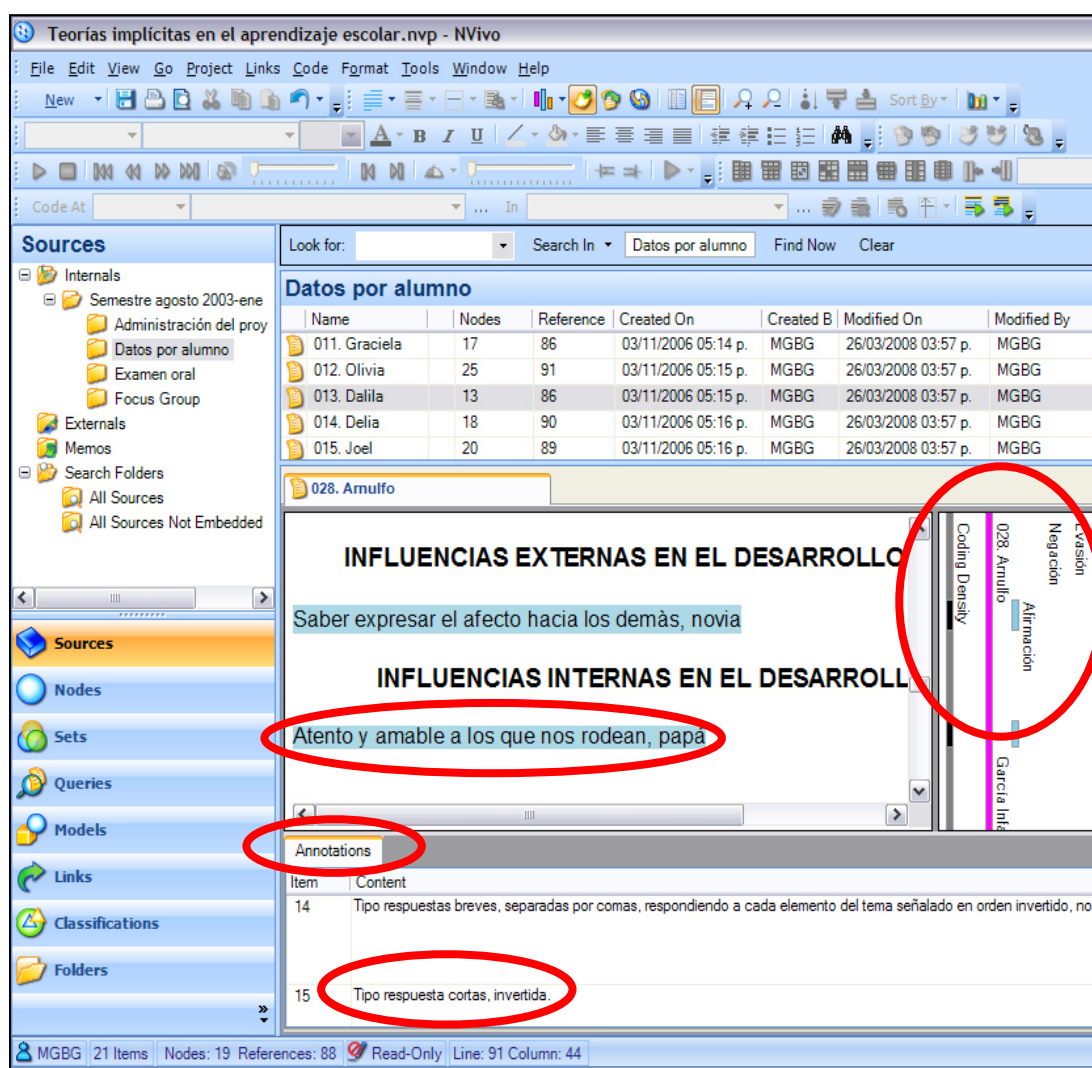 Teorías implícitas en el aprendizaje escolar.nvp - NVivo
File Edit View Go Project Links Code Format Tools Window Help
New Sort By
A B I U
Code At ... In ...
Sources
Internals
Semestre agosto 2003-ene
Administración del proy
Datos por alumno
Examen oral
Focus Group
Externals
Memos
Search Folders
All Sources
All Sources Not Embedded
Sources
Nodes
Sets
Queries
Models
Links
Classifications
Folders
Look for: Search In Datos por alumno Find Now Clear
Datos por alumno
Name Nodes Reference Created On Created B Modified On Modified By
011. Graciela 17 86 03/11/2006 05:14 p. MGBG 26/03/2008 03:57 p. MGBG
012. Olivia 25 91 03/11/2006 05:15 p. MGBG 26/03/2008 03:57 p. MGBG
013. Dalila 13 86 03/11/2006 05:15 p. MGBG 26/03/2008 03:57 p. MGBG
014. Delia 18 90 03/11/2006 05:16 p. MGBG 26/03/2008 03:57 p. MGBG
015. Joel 20 89 03/11/2006 05:16 p. MGBG 26/03/2008 03:57 p. MGBG
028. Arnulfo
INFLUENCIAS EXTERNAS EN EL DESARROLLO
Saber expresar el afecto hacia los demàs, novia
INFLUENCIAS INTERNAS EN EL DESARROLL
Atento y amable a los que nos rodean, papá
Coding Density
028. Arnulfo
Afirmación
Negación
Evasión
García Infa
Annotations
Item Content
14 Tipo respuestas breves, separadas por comas, respondiendo a cada elemento del tema señalado en orden invertido, no
15 Tipo respuesta cortas, invertida.
MGBG 21 Items Nodes: 19 References: 88 Read-Only Line: 91 Column: 44